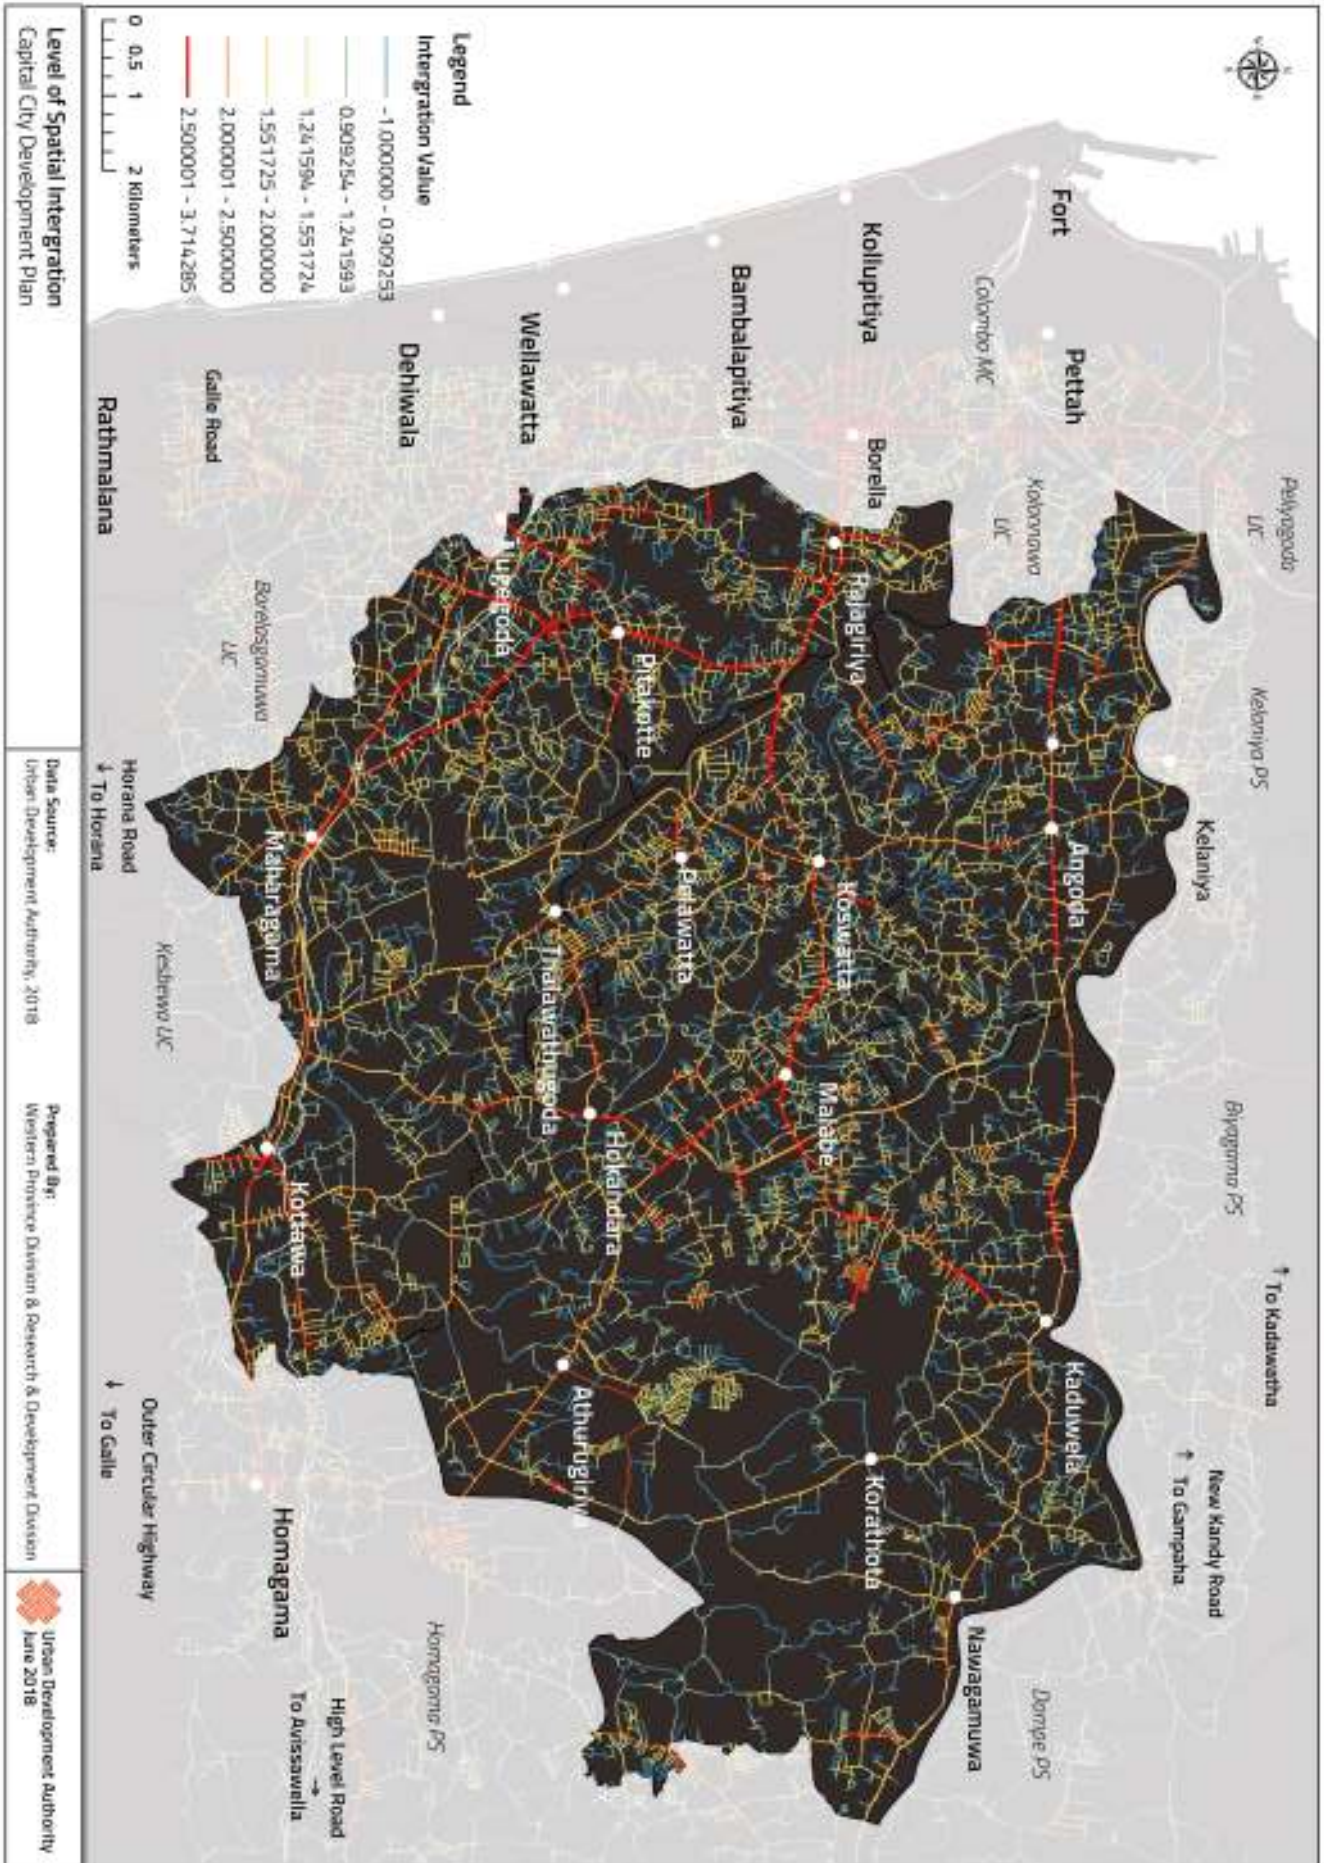 Fort
Pettah
Kollupitiya
Colombo MC
Bambalapitiya
Borella
Wellawatta
Dehiwala
Galle Road
Rathmalana
Peliyagoda
UC
Kolonnawa
UC
Kelaniya PS
Kelaniya
Biyagama PS
↑ To Kadawatha
New Kandy Road
↑ To Gampaha
Dompe PS
Rajagiriya
Angoda
Koswatta
Malabe
Kaduwela
Korathota
Nawagamuwa
Pitakotte
Pelawatta
Thalawathugoda
Hokandara
Athurugiriya
Nugegoda
Maharagama
Kottawa
Boralasgamuwa
UC
Kesbewa UC
Horana Road
↓ To Horana
Outer Circular Highway
↓ To Galle
Homagama
Homagama PS
High Level Road
→
To Avissawella
Legend
Intergration Value
-1.000000 - 0.909253
0.909254 - 1.241593
1.241594 - 1.551724
1.551725 - 2.000000
2.000001 - 2.500000
2.500001 - 3.714286
0 0.5 1 2 Kilometers
Level of Spatial Intergration
Capital City Development Plan
Data Source:
Urban Development Authority, 2018
Prepared By:
Western Province Division & Research & Development Division
Urban Development Authority
June 2018